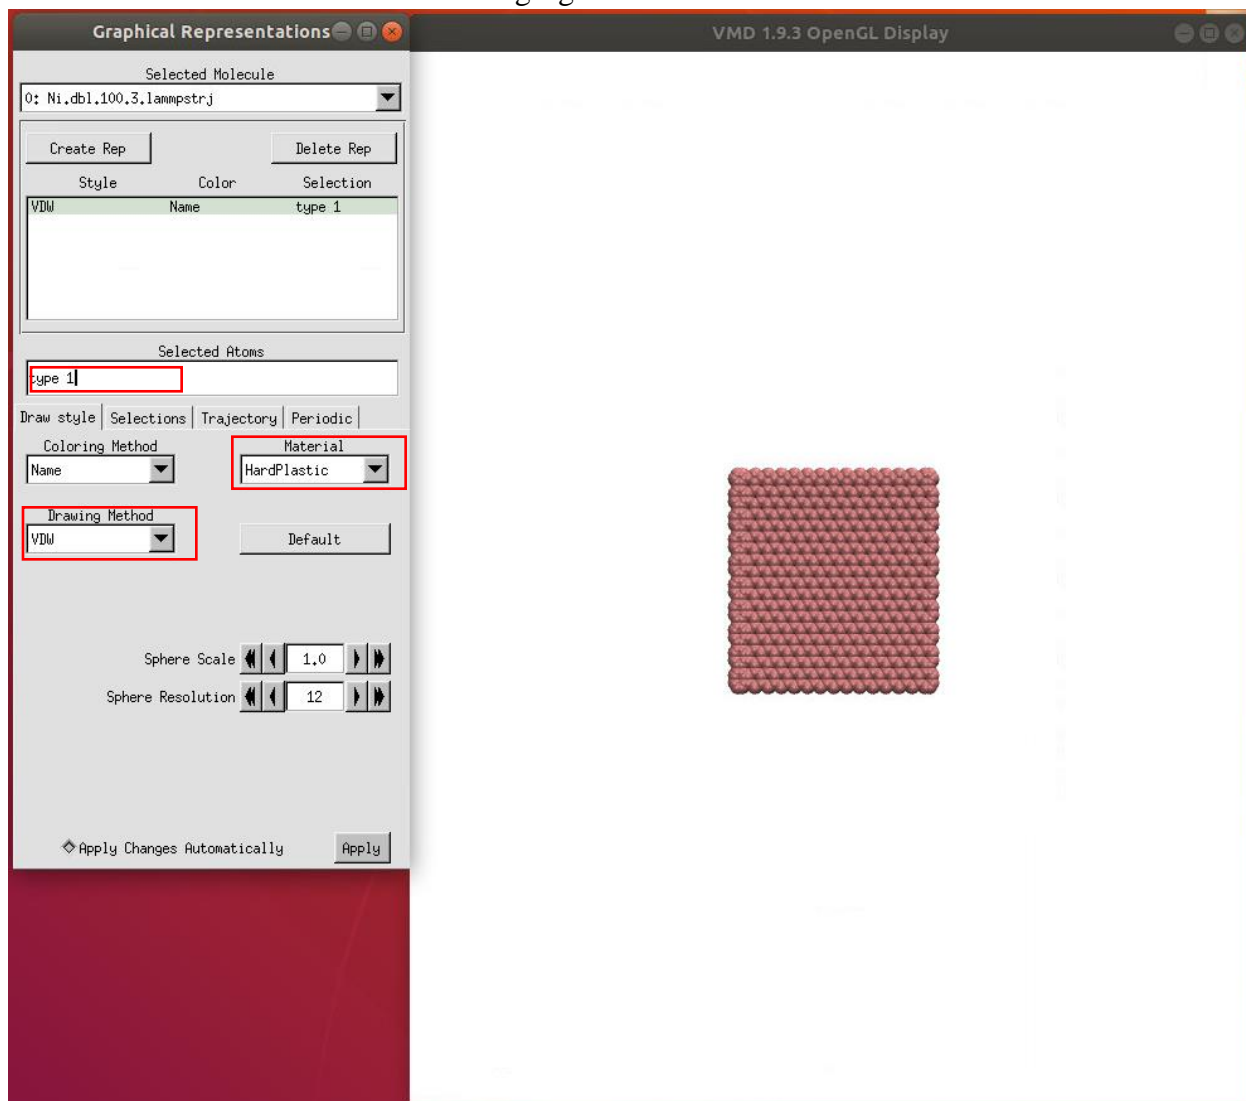 Graphical Representations
VMD 1.9.3 OpenGL Display
Selected Molecule
0: Ni.dbl.100.3.lammpstrj
Create Rep
Delete Rep
Style Color Selection
VDW Name type 1
Selected Atoms
type 1
Draw style Selections Trajectory Periodic
Coloring Method Material
Name HardPlastic
Drawing Method
VDW Default
Sphere Scale 1.0
Sphere Resolution 12
Apply Changes Automatically Apply